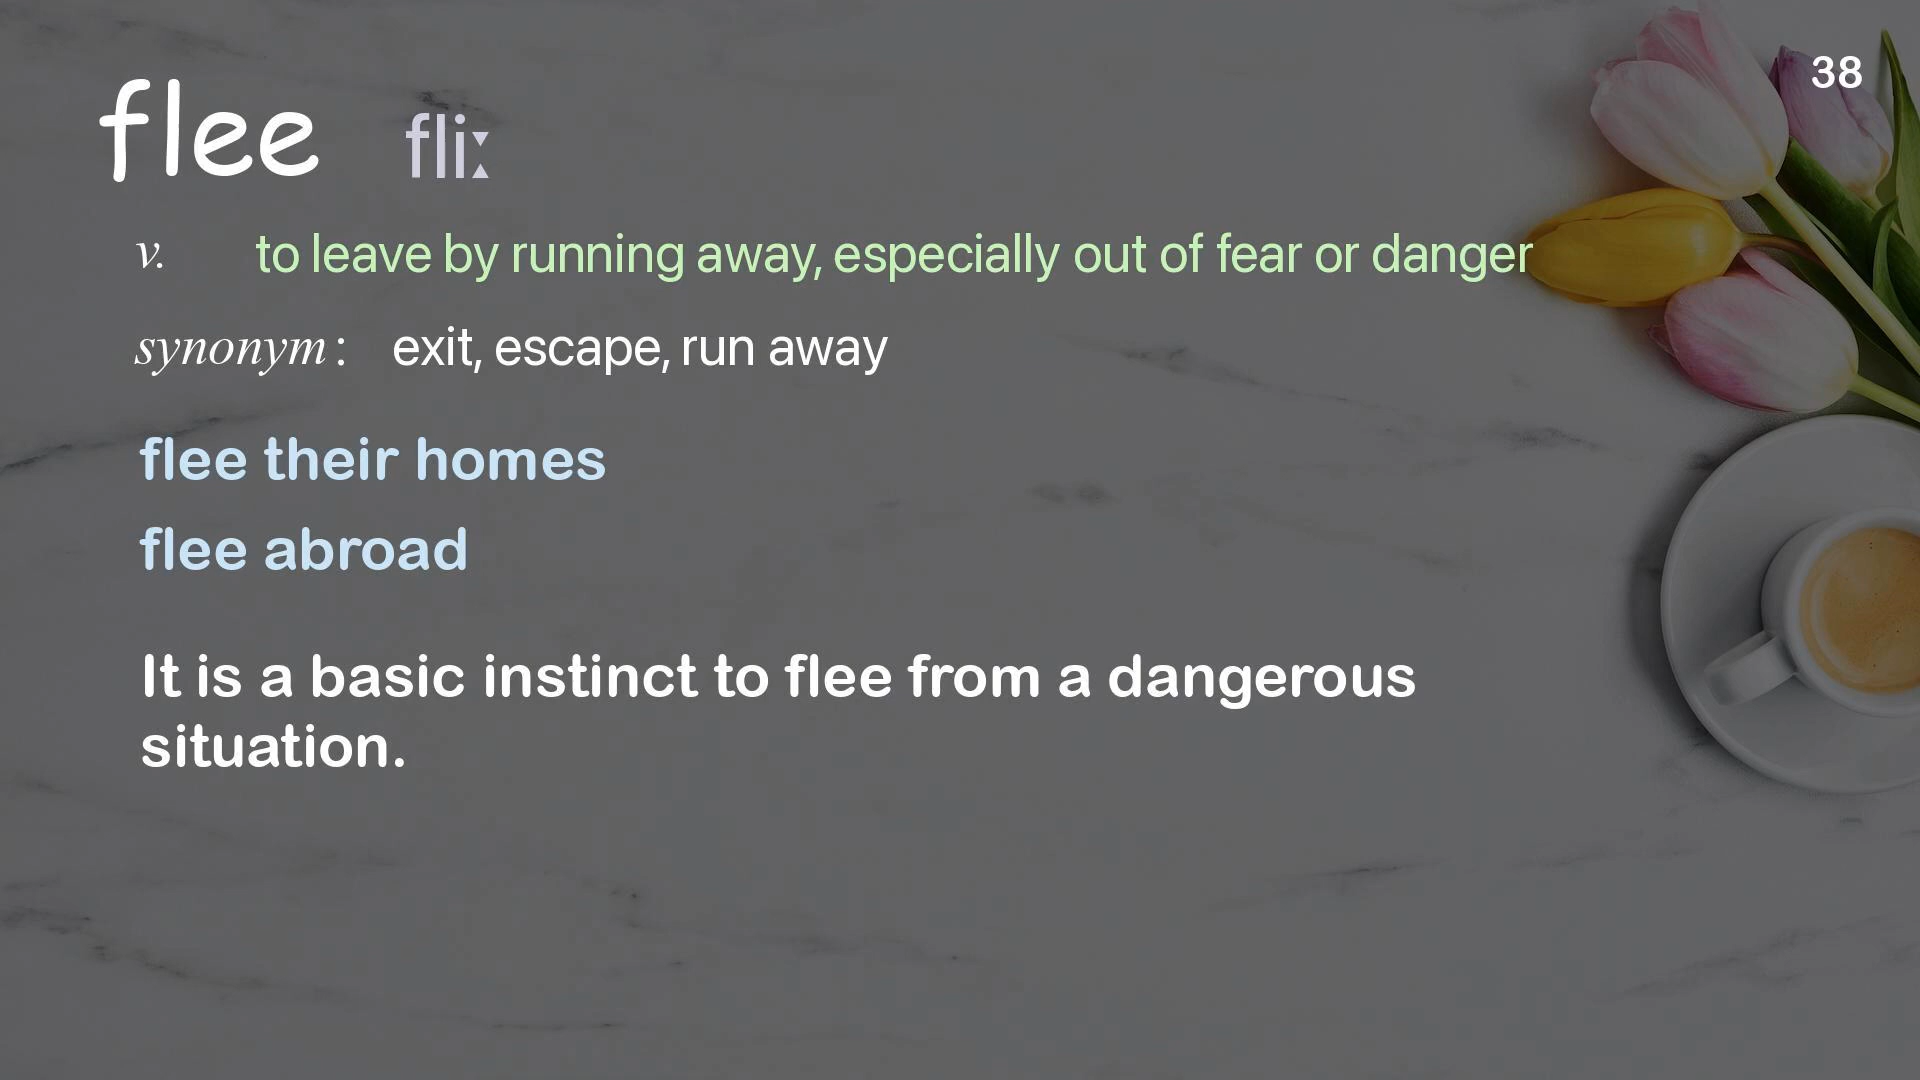 38
flee fliː
v. to leave by running away, especially out of fear or danger
synonym: exit, escape, run away
flee their homes
flee abroad
It is a basic instinct to flee from a dangerous
situation.